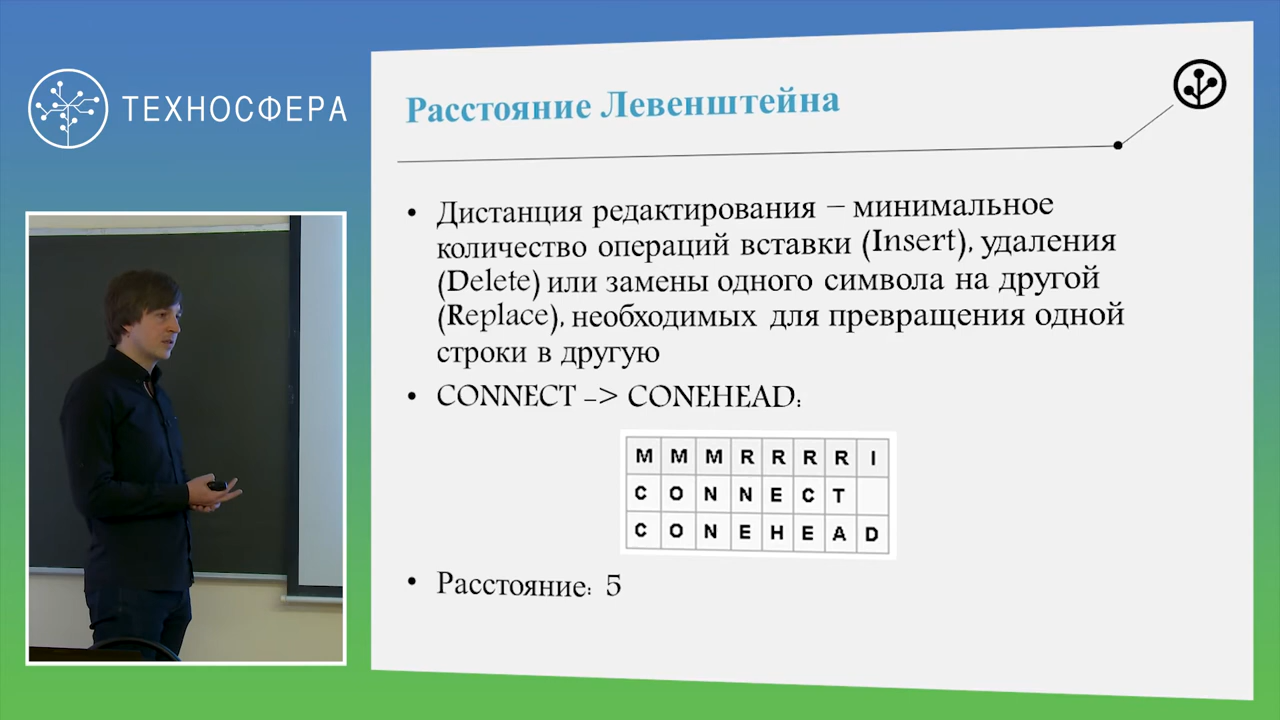 ТЕХНОСФЕРА
Расстояние Левенштейна
• Дистанция редактирования – минимальное
количество операций вставки (Insert), удаления
(Delete) или замены одного символа на другой
(Replace), необходимых для превращения одной
строки в другую
• CONNECT –> CONEHEAD:
M M M R R R R I
C O N N E C T
C O N E H E A D
• Расстояние: 5